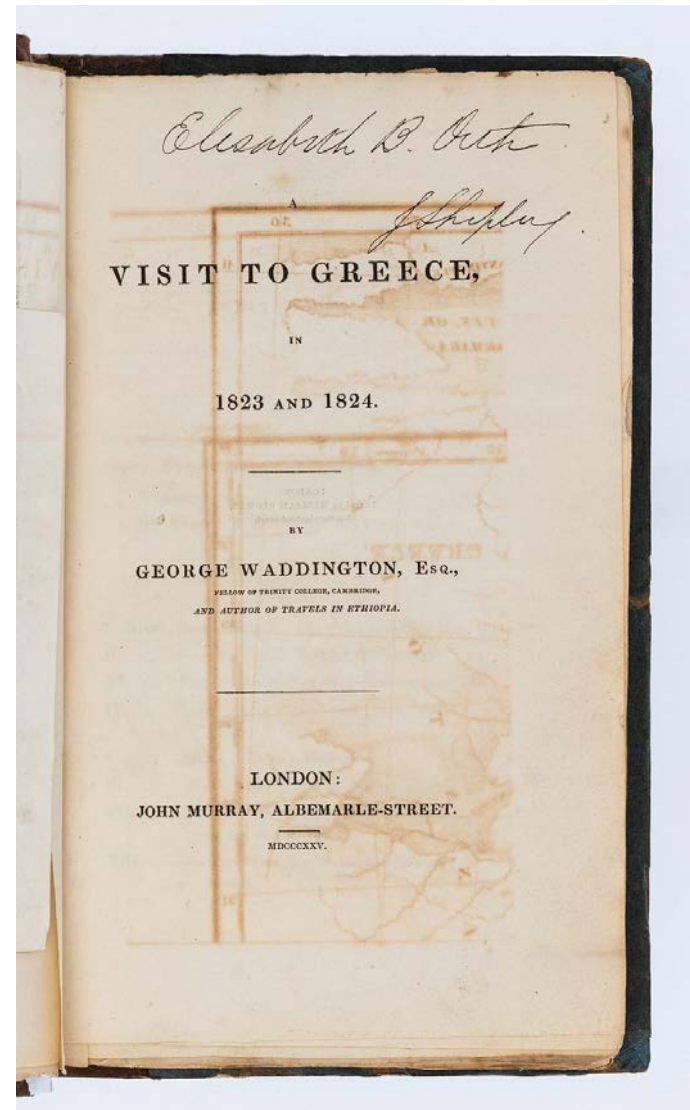 Elesabeth B. Orth
J Shipley.
A
VISIT TO GREECE,
IN
1823 AND 1824.
BY
GEORGE WADDINGTON, ESQ.,
FELLOW OF TRINITY COLLEGE, CAMBRIDGE,
AND AUTHOR OF TRAVELS IN ETHIOPIA.
LONDON:
JOHN MURRAY, ALBEMARLE-STREET.
MDCCCXXV.